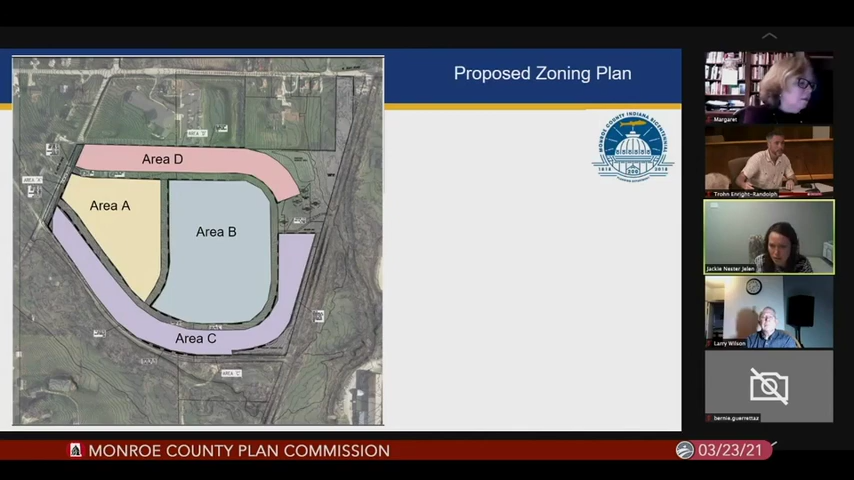 Proposed Zoning Plan
MONROE COUNTY INDIANA BICENTENNIAL
1818
200
2018
Area D
Area A
Area B
Area C
Margaret
Trohn Enright-Randolph
Jackie Nester Jelen
Larry Wilson
bernie.guerrettaz
MONROE COUNTY PLAN COMMISSION
03/23/21